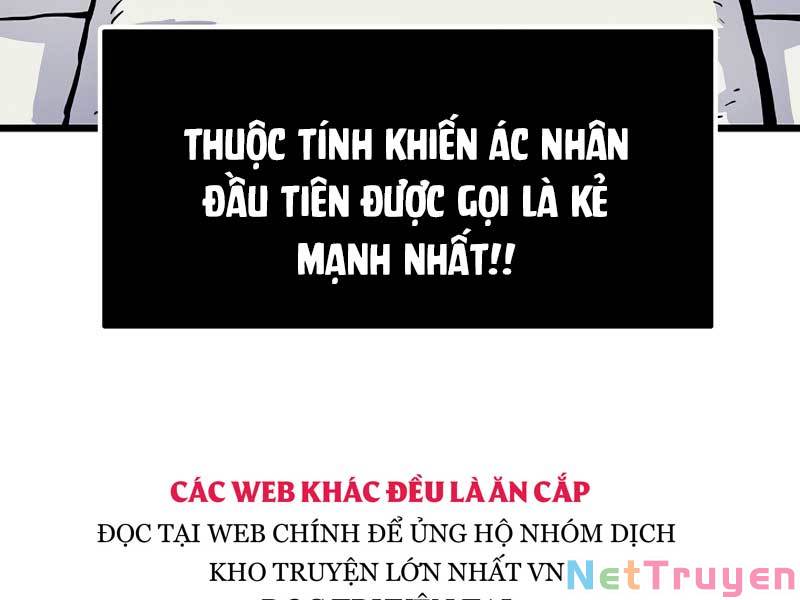 THUỘC TÍNH KHIẾN ÁC NHÂN
ĐẦU TIÊN ĐƯỢC GỌI LÀ KẺ
MẠNH NHẤT!!
CÁC WEB KHÁC ĐỀU LÀ ĂN CẮP
ĐỌC TẠI WEB CHÍNH ĐỂ ỦNG HỘ NHÓM DỊCH
KHO TRUYỆN LỚN NHẤT VN
NetTruyen